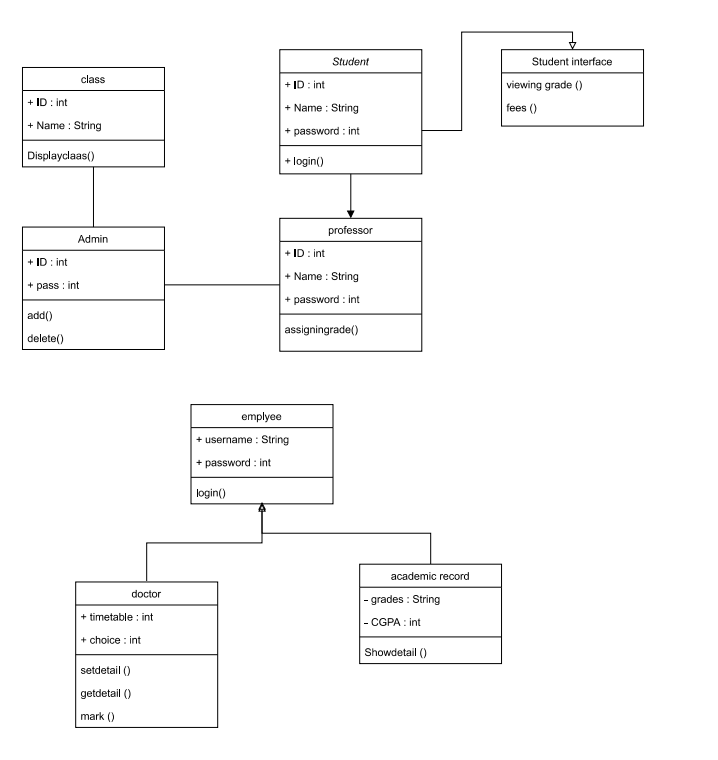 class
+ ID : int
+ Name : String
Displayclaas()
Student
+ ID : int
+ Name : String
+ password : int
+ login()
Student interface
viewing grade ()
fees ()
Admin
+ ID : int
+ pass : int
add()
delete()
professor
+ ID : int
+ Name : String
+ password : int
assigningrade()
emplyee
+ username : String
+ password : int
login()
doctor
+ timetable : int
+ choice : int
setdetail ()
getdetail ()
mark ()
academic record
- grades : String
- CGPA : int
Showdetail ()